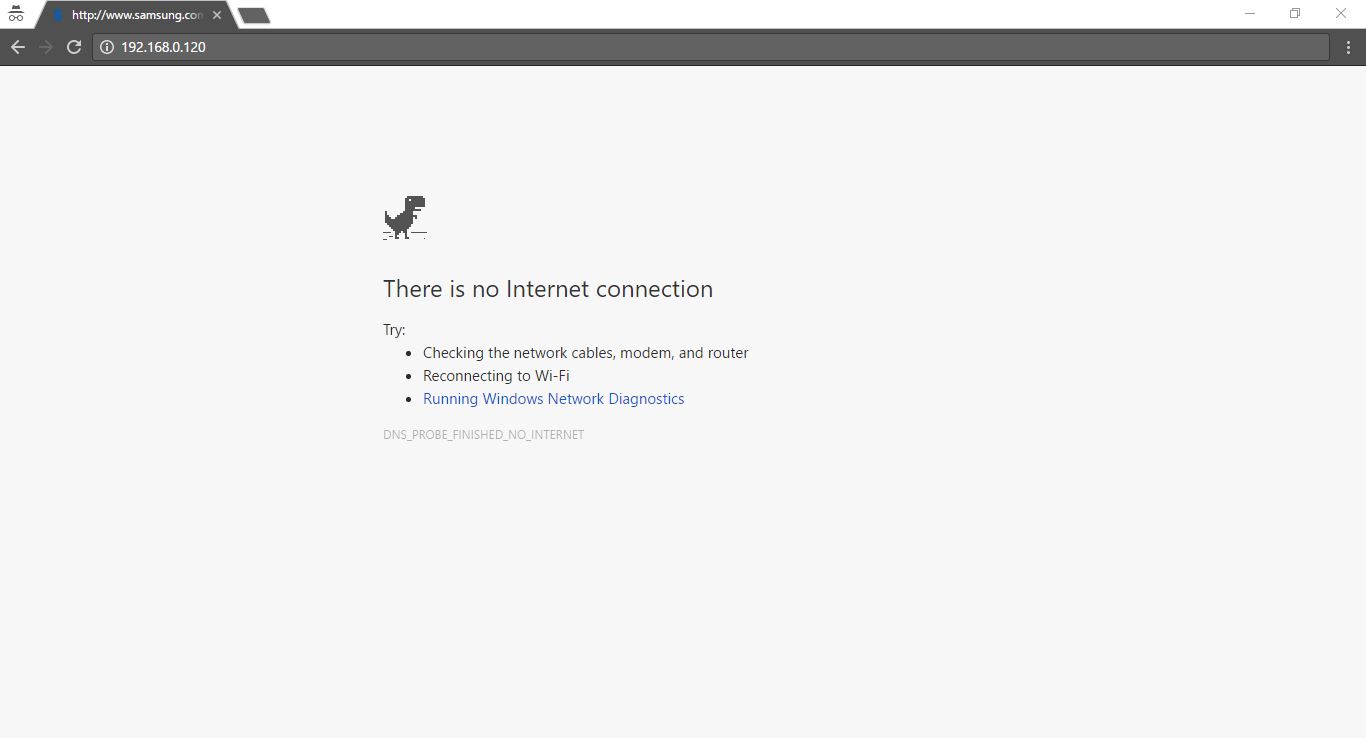 http://www.samsung.con
192.168.0.120
There is no Internet connection
Try:
Checking the network cables, modem, and router
Reconnecting to Wi-Fi
Running Windows Network Diagnostics
DNS_PROBE_FINISHED_NO_INTERNET